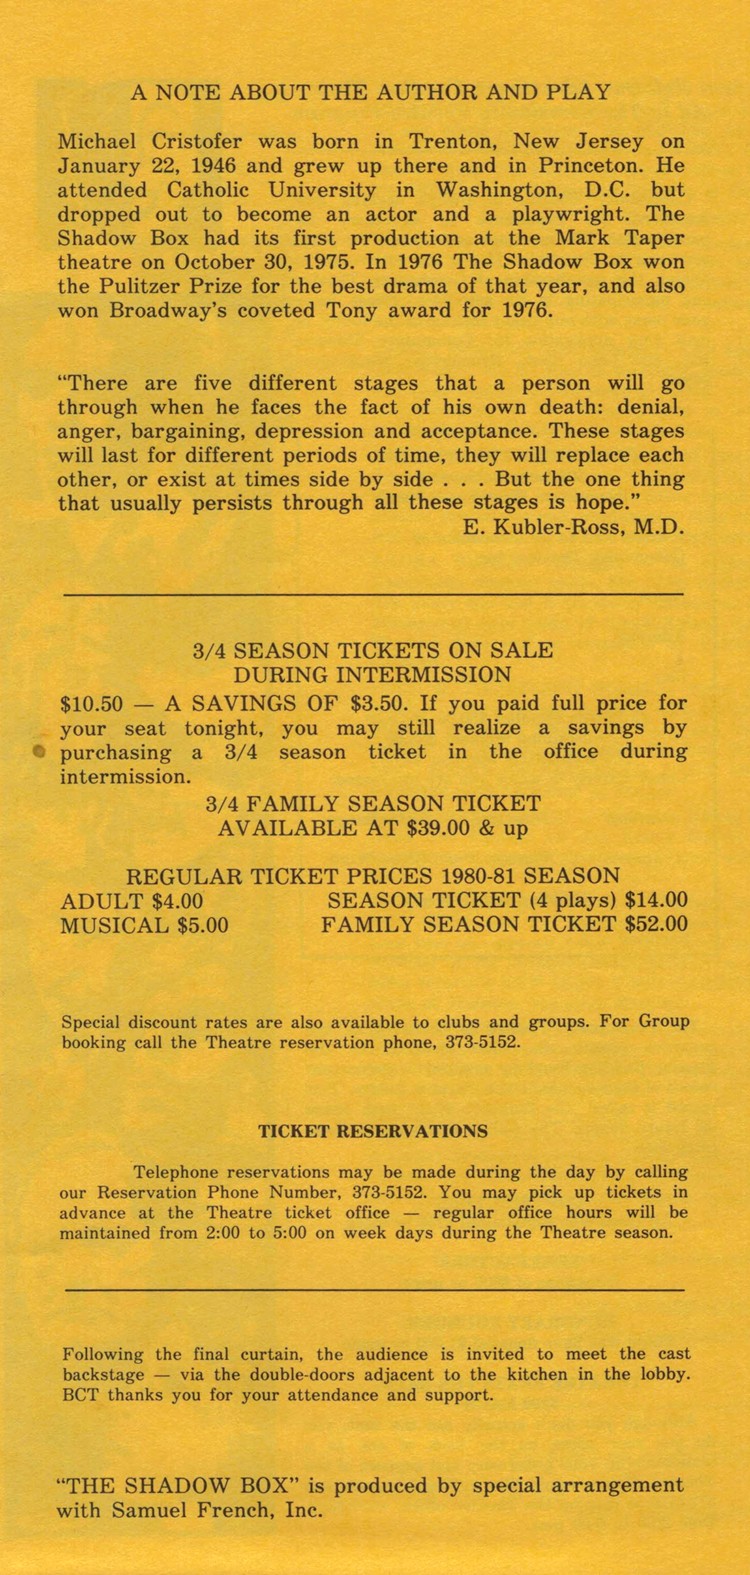 A NOTE ABOUT THE AUTHOR AND PLAY
Michael Cristofer was born in Trenton, New Jersey on
January 22, 1946 and grew up there and in Princeton. He
attended Catholic University in Washington, D.C. but
dropped out to become an actor and a playwright. The
Shadow Box had its first production at the Mark Taper
theatre on October 30, 1975. In 1976 The Shadow Box won
the Pulitzer Prize for the best drama of that year, and also
won Broadway's coveted Tony award for 1976.
“There are five different stages that a person will go
through when he faces the fact of his own death: denial,
anger, bargaining, depression and acceptance. These stages
will last for different periods of time, they will replace each
other, or exist at times side by side . . . But the one thing
that usually persists through all these stages is hope.”
E. Kubler-Ross, M.D.
3/4 SEASON TICKETS ON SALE
DURING INTERMISSION
$10.50 — A SAVINGS OF $3.50. If you paid full price for
your seat tonight, you may still realize a savings by
purchasing a 3/4 season ticket in the office during
intermission.
3/4 FAMILY SEASON TICKET
AVAILABLE AT $39.00 & up
REGULAR TICKET PRICES 1980-81 SEASON
ADULT $4.00 SEASON TICKET (4 plays) $14.00
MUSICAL $5.00 FAMILY SEASON TICKET $52.00
Special discount rates are also available to clubs and groups. For Group
booking call the Theatre reservation phone, 373-5152.
TICKET RESERVATIONS
Telephone reservations may be made during the day by calling
our Reservation Phone Number, 373-5152. You may pick up tickets in
advance at the Theatre ticket office — regular office hours will be
maintained from 2:00 to 5:00 on week days during the Theatre season.
Following the final curtain, the audience is invited to meet the cast
backstage — via the double-doors adjacent to the kitchen in the lobby.
BCT thanks you for your attendance and support.
“THE SHADOW BOX” is produced by special arrangement
with Samuel French, Inc.